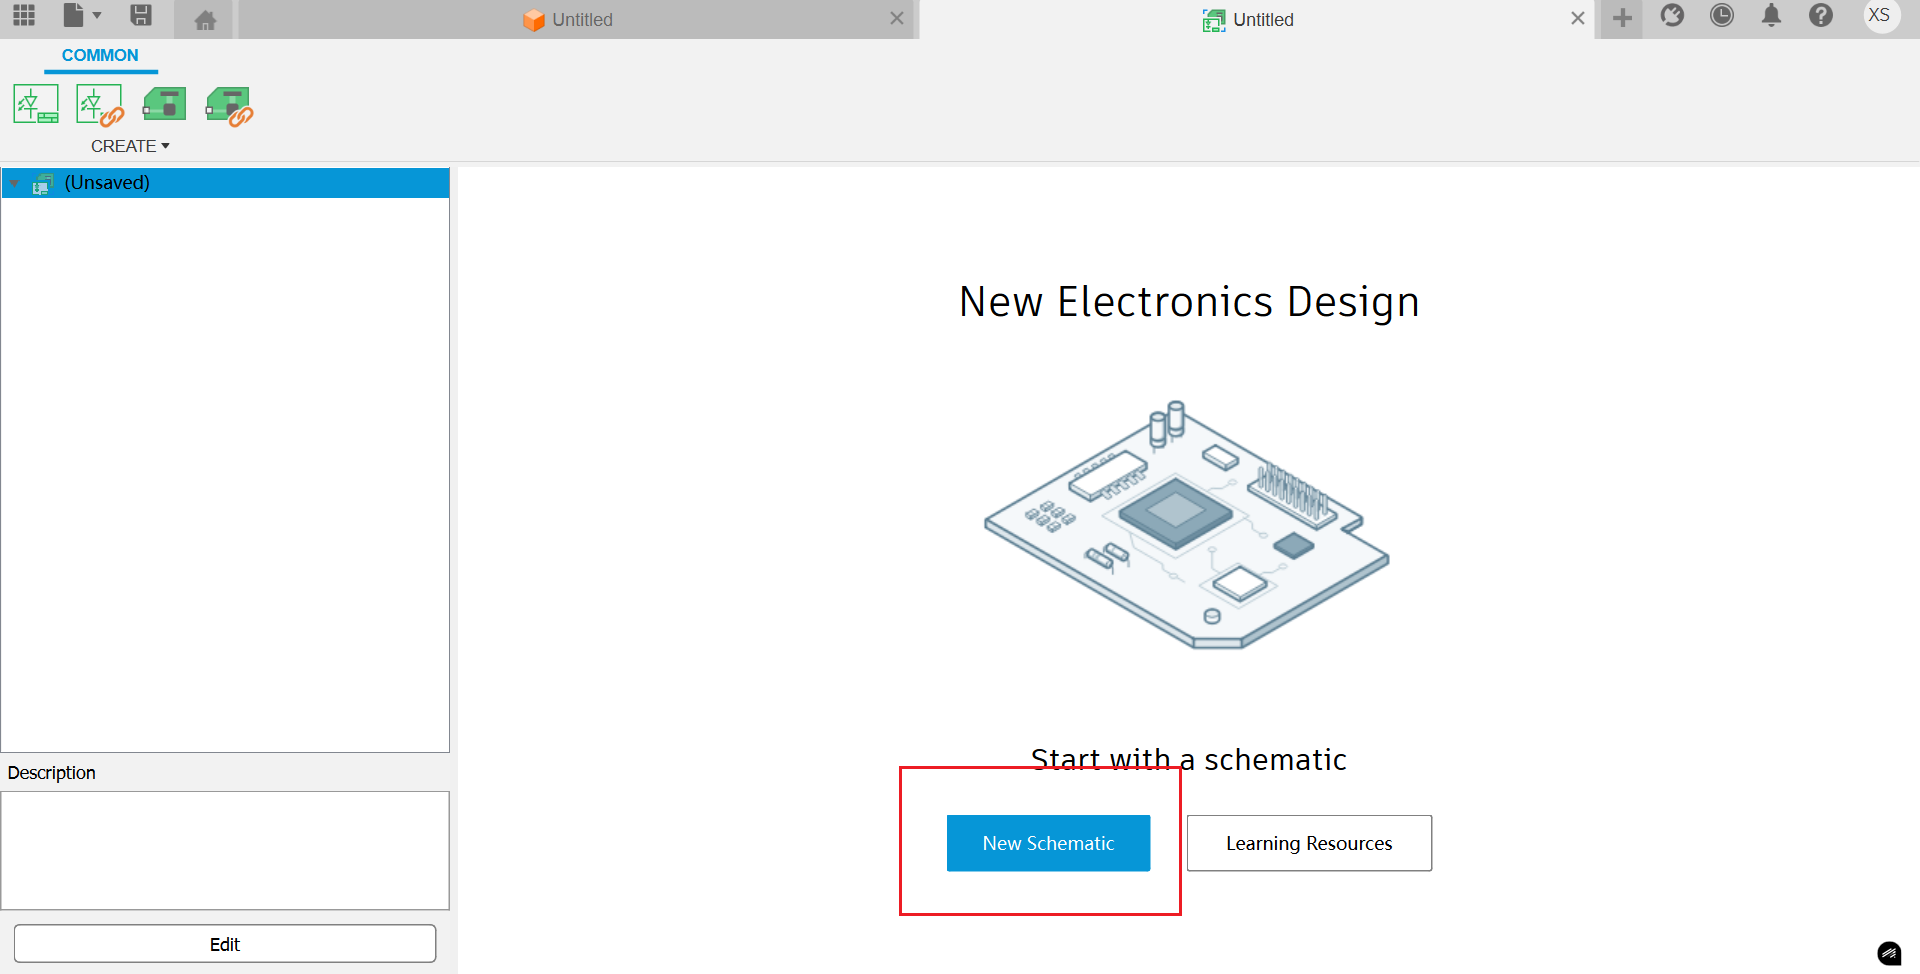 Untitled
Untitled
XS
COMMON
CREATE
(Unsaved)
New Electronics Design
Start with a schematic
New Schematic
Learning Resources
Description
Edit